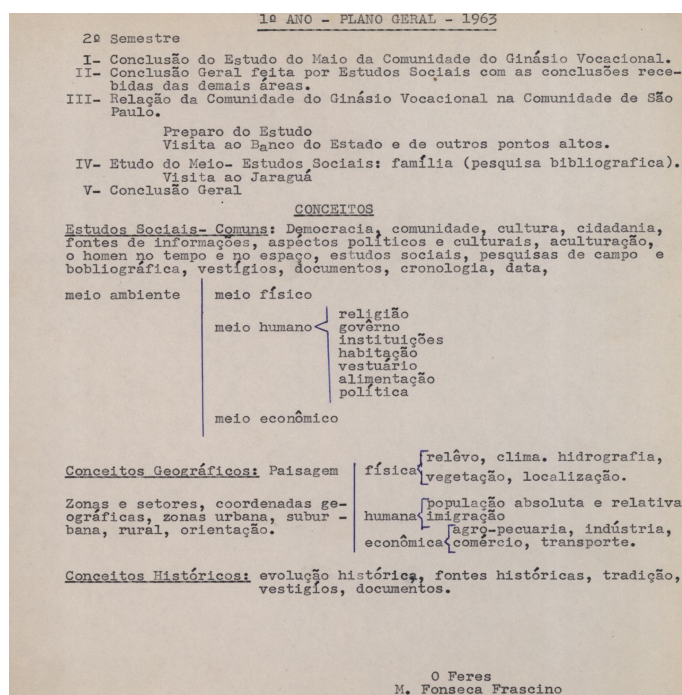 1º ANO - PLANO GERAL - 1963
2º Semestre
I- Conclusão do Estudo do Maio da Comunidade do Ginásio Vocacional.
II- Conclusão Geral feita por Estudos Sociais com as conclusões rece-
bidas das demais áreas.
III- Relação da Comunidade do Ginásio Vocacional na Comunidade de São
Paulo.
Preparo do Estudo
Visita ao Banco do Estado e de outros pontos altos.
IV- Etudo do Meio- Estudos Sociais: família (pesquisa bibliografica).
Visita ao Jaraguá
V- Conclusão Geral
CONCEITOS
Estudos Sociais- Comuns: Democracia, comunidade, cultura, cidadania,
fontes de informações, aspéctos políticos e culturais, aculturação,
o homen no tempo e no espaço, estudos sociais, pesquisas de campo e
bobliográfica, vestígios, documentos, cronologia, data,
meio ambiente
meio físico
meio humano
religião
govêrno
instituições
habitação
vestuário
alimentação
política
meio econômico
Conceitos Geográficos: Paisagem
física
relêvo, clima. hidrografia,
vegetação, localização.
Zonas e setores, coordenadas ge-
ográficas, zonas urbana, subur -
bana, rural, orientação.
humana
população absoluta e relativa
imigração
econômica
agro-pecuaria, indústria,
comércio, transporte.
Conceitos Históricos: evolução histórica, fontes históricas, tradição,
vestigíos, documentos.
O Feres
M. Fonseca Frascino